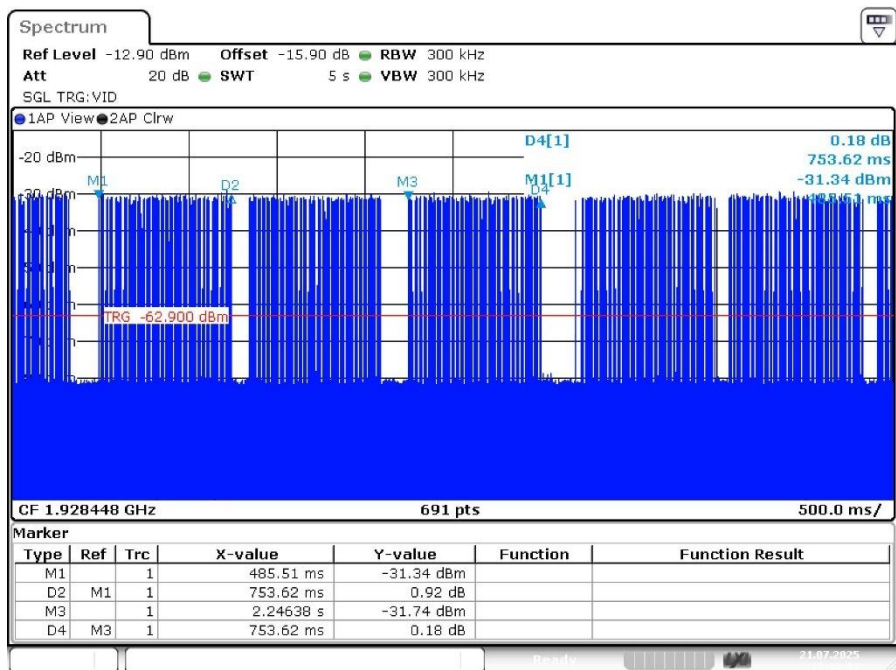 Spectrum
Ref Level -12.90 dBm Offset -15.90 dB RBW 300 kHz
Att 20 dB SWT 5 s VBW 300 kHz
SGL TRG:VID
1AP View 2AP Clrw
D4[1] 0.18 dB
753.62 ms
M1[1] -31.34 dBm
-20 dBm
M1 D2 M3 D4
-30 dBm
TRG -62.900 dBm
CF 1.928448 GHz 691 pts 500.0 ms/
Marker
Type Ref Trc X-value Y-value Function Function Result
M1 1 485.51 ms -31.34 dBm
D2 M1 1 753.62 ms 0.92 dB
M3 1 2.24638 s -31.74 dBm
D4 M3 1 753.62 ms 0.18 dB
Ready 21.07.2025